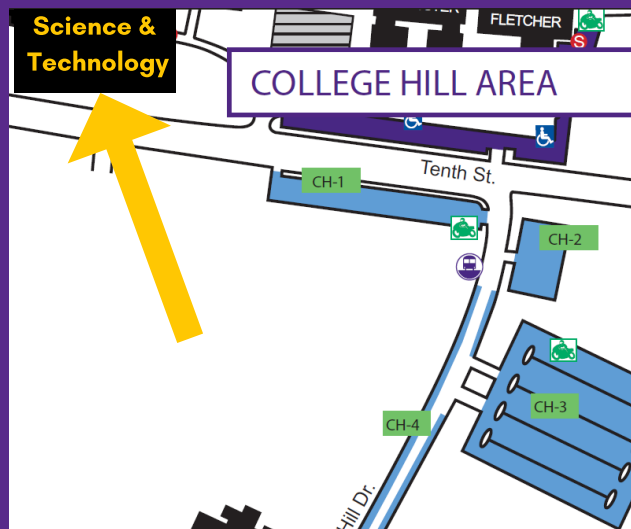 Science &
Technology
FLETCHER
S
COLLEGE HILL AREA
Tenth St.
CH-1
CH-2
CH-3
CH-4
Hill Dr.